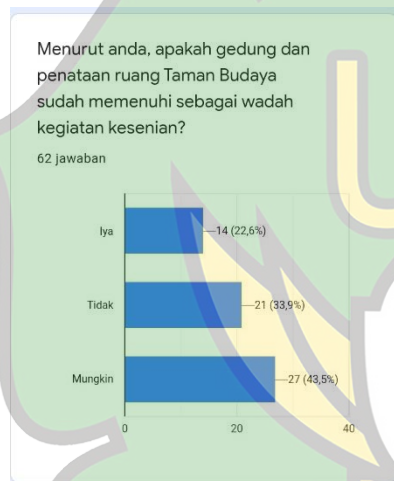 Menurut anda, apakah gedung dan
penataan ruang Taman Budaya
sudah memenuhi sebagai wadah
kegiatan kesenian?
62 jawaban
Iya
14 (22,6%)
Tidak
21 (33,9%)
Mungkin
27 (43,5%)
0
20
40